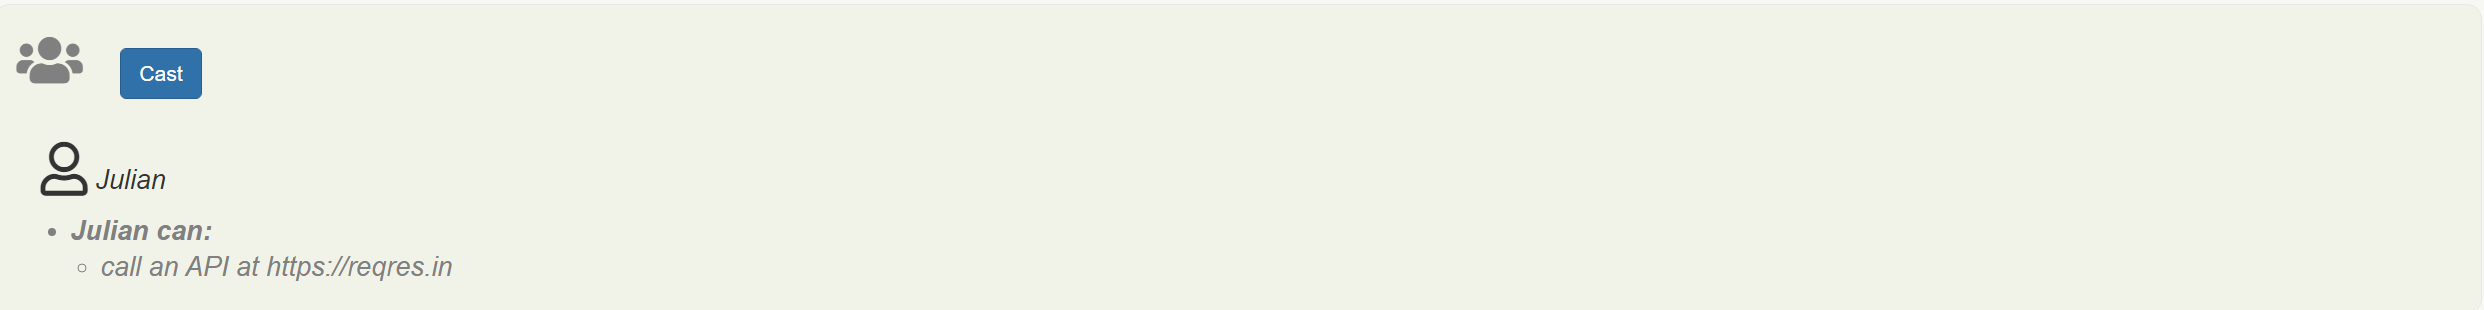 Cast
Julian
Julian can:
call an API at https://reqres.in